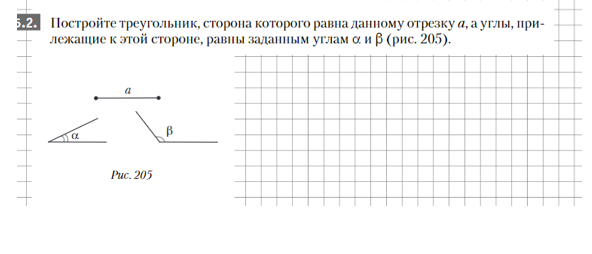 5.2. Постройте треугольник, сторона которого равна данному отрезку a, а углы, при-
лежащие к этой стороне, равны заданным углам α и β (рис. 205).
a
α
β
Рис. 205